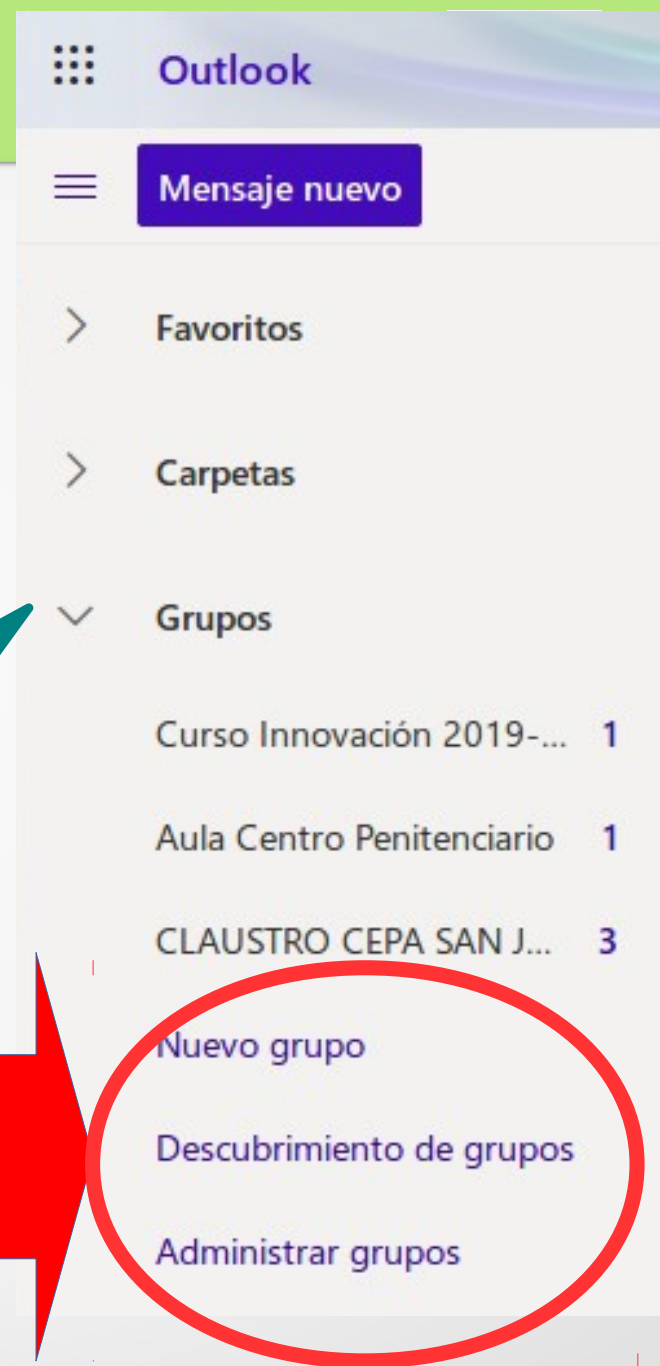 Outlook
Mensaje nuevo
Favoritos
Carpetas
Grupos
Curso Innovación 2019-... 1
Aula Centro Penitenciario 1
CLAUSTRO CEPA SAN J... 3
Nuevo grupo
Descubrimiento de grupos
Administrar grupos